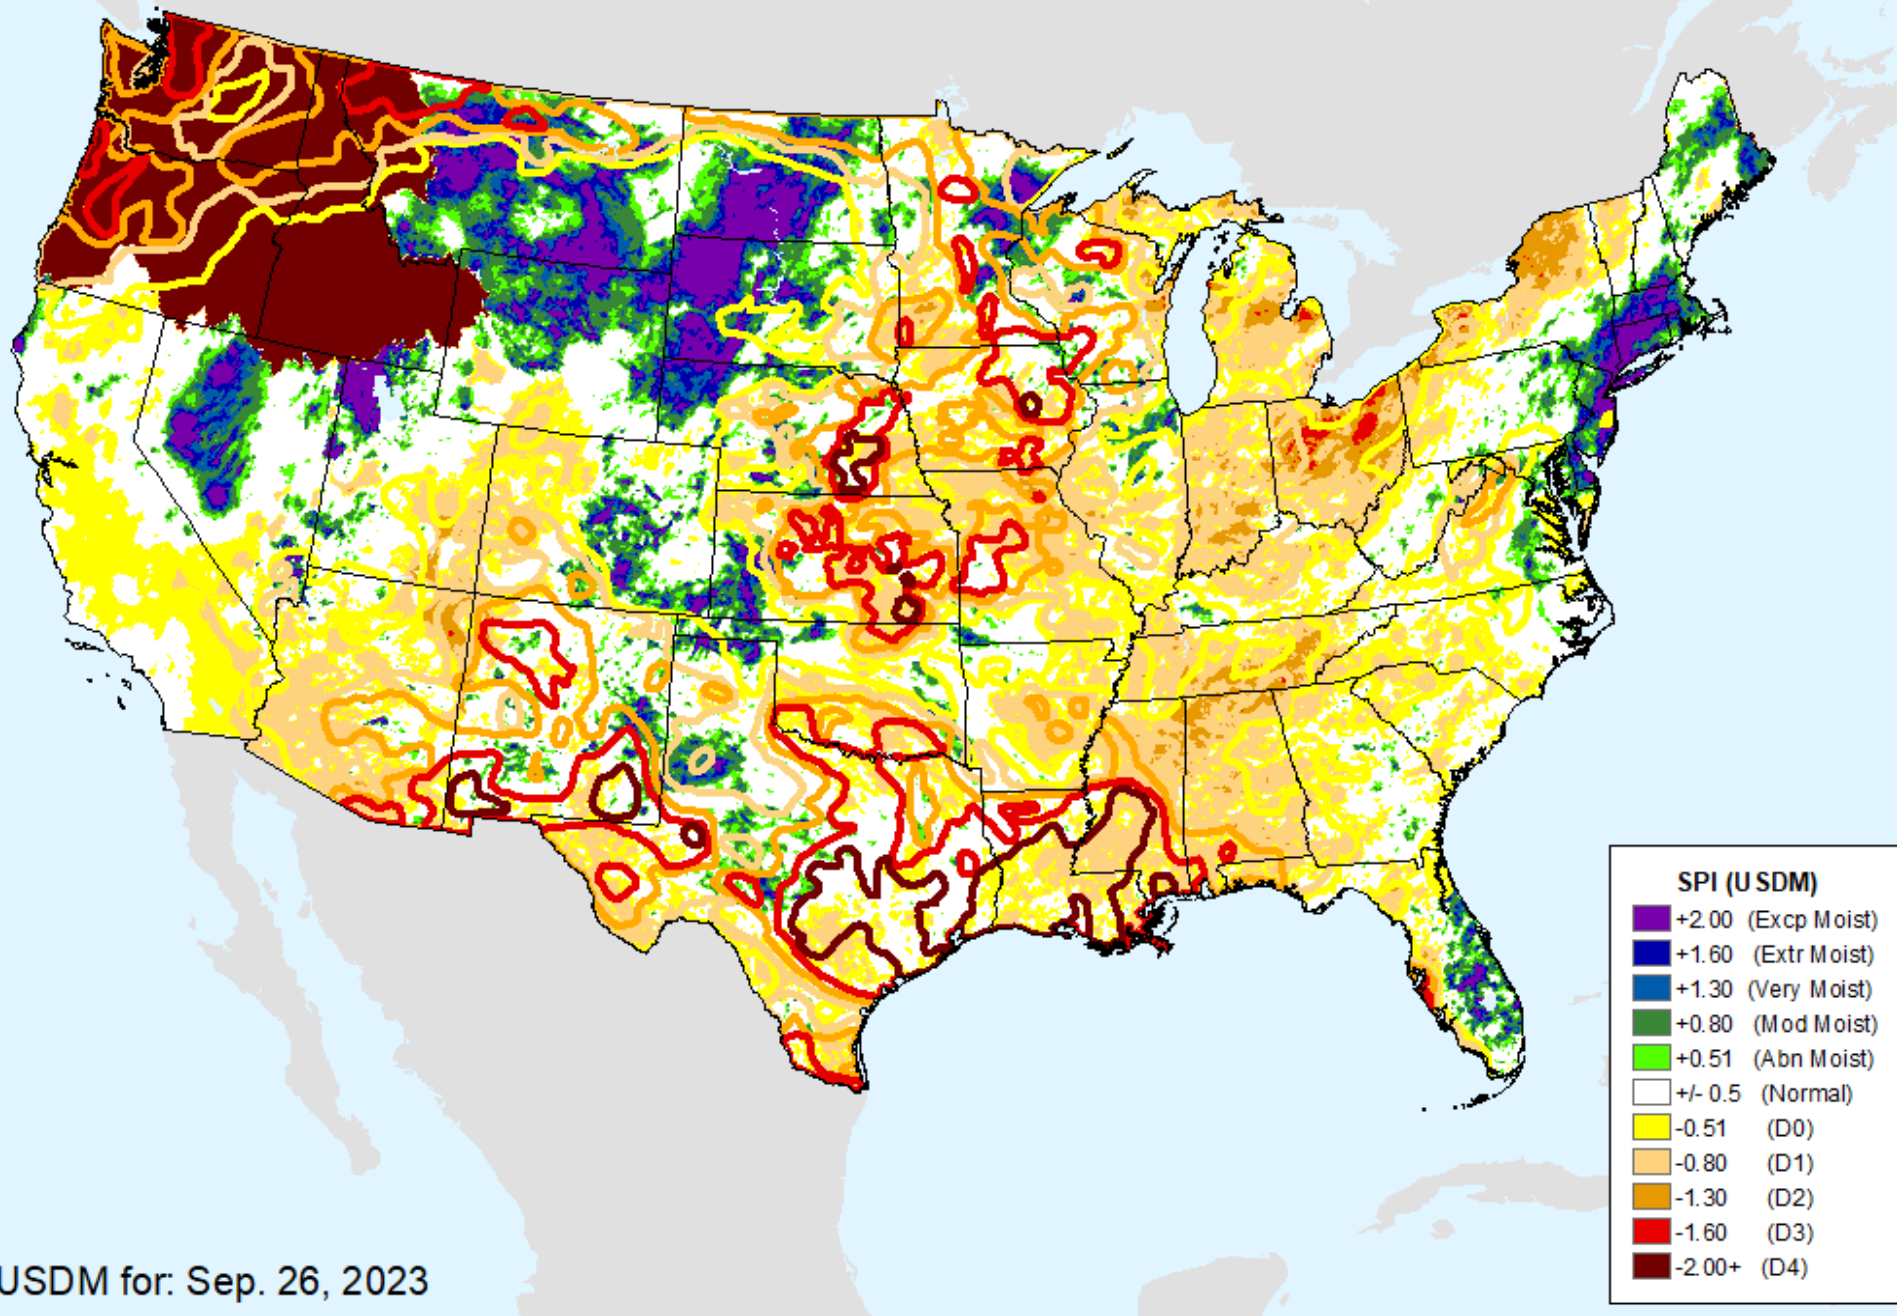 SPI (USDM)
+2.00 (Excp Moist)
+1.60 (Extr Moist)
+1.30 (Very Moist)
+0.80 (Mod Moist)
+0.51 (Abn Moist)
+/- 0.5 (Normal)
-0.51 (D0)
-0.80 (D1)
-1.30 (D2)
-1.60 (D3)
-2.00+ (D4)
USDM for: Sep. 26, 2023